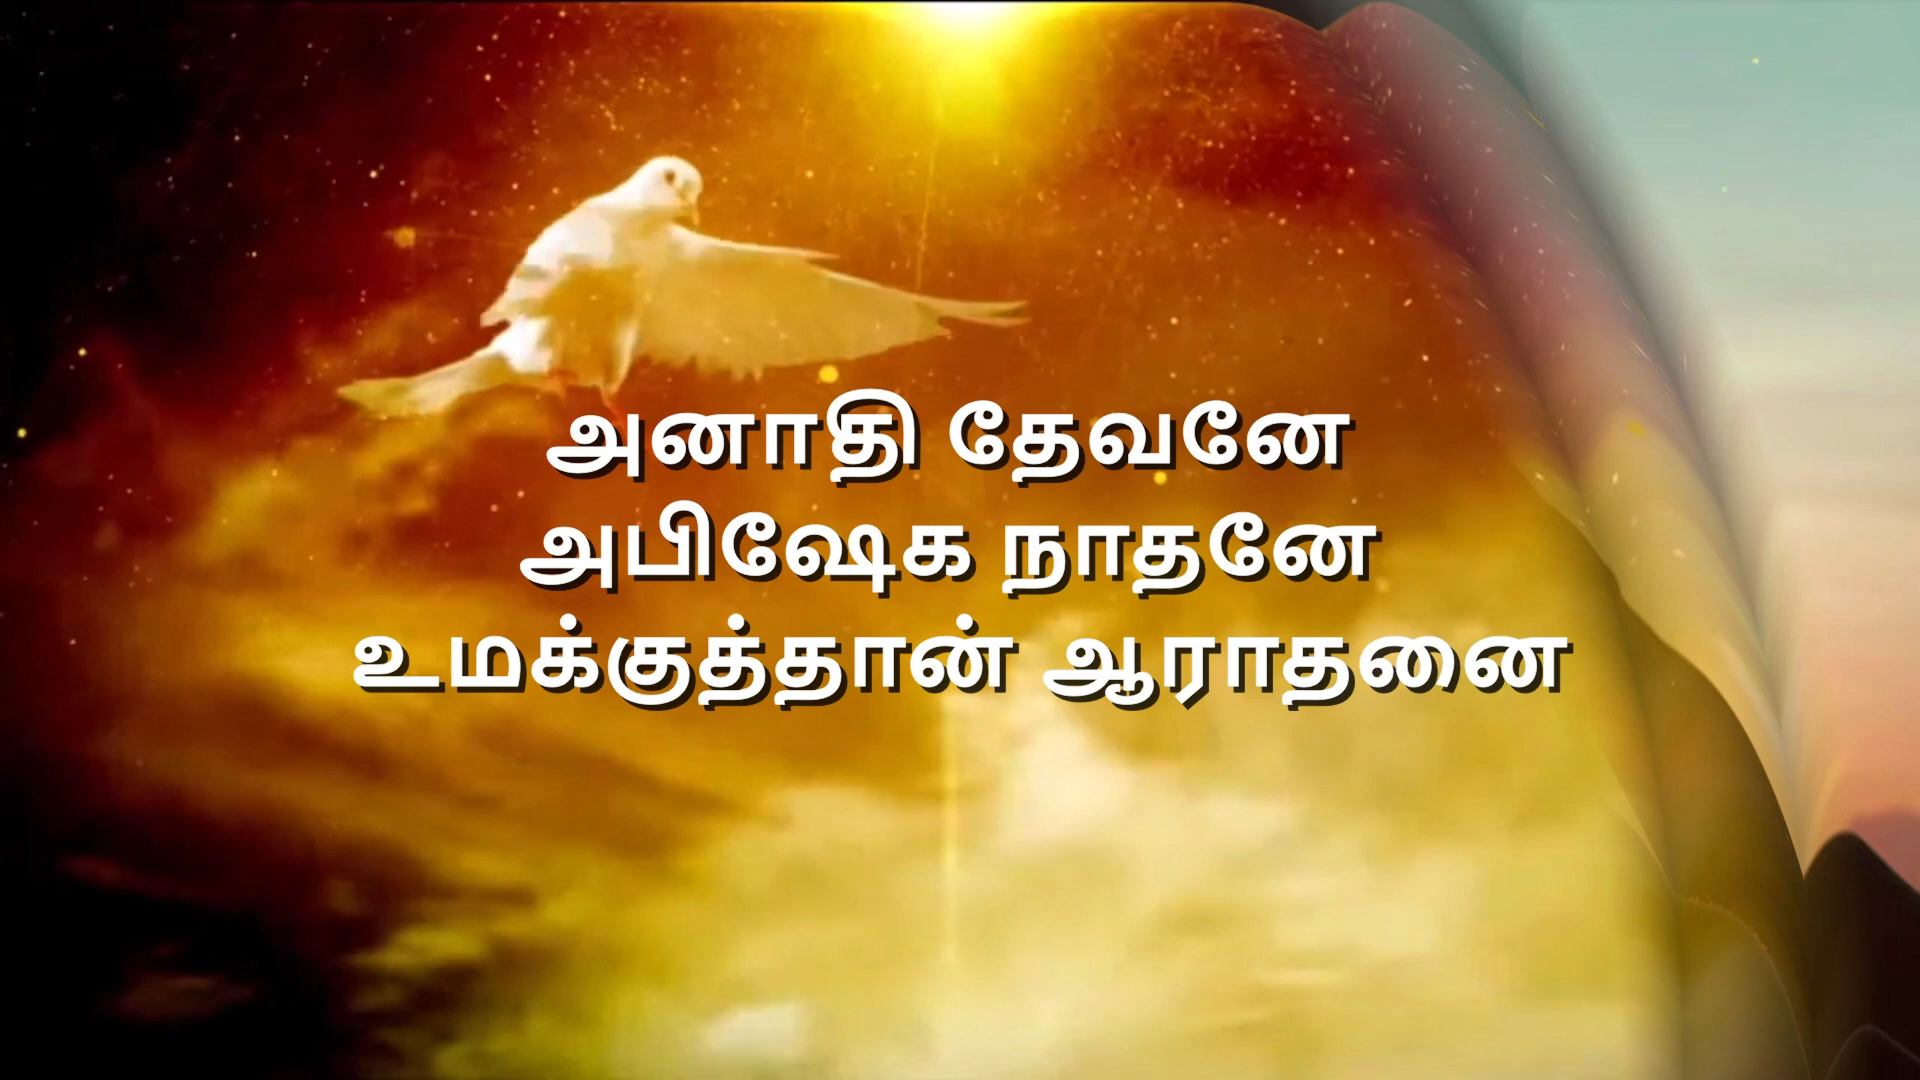 அனாதி தேவனே
அபிஷேக நாதனே
உமக்குத்தான் ஆராதனை